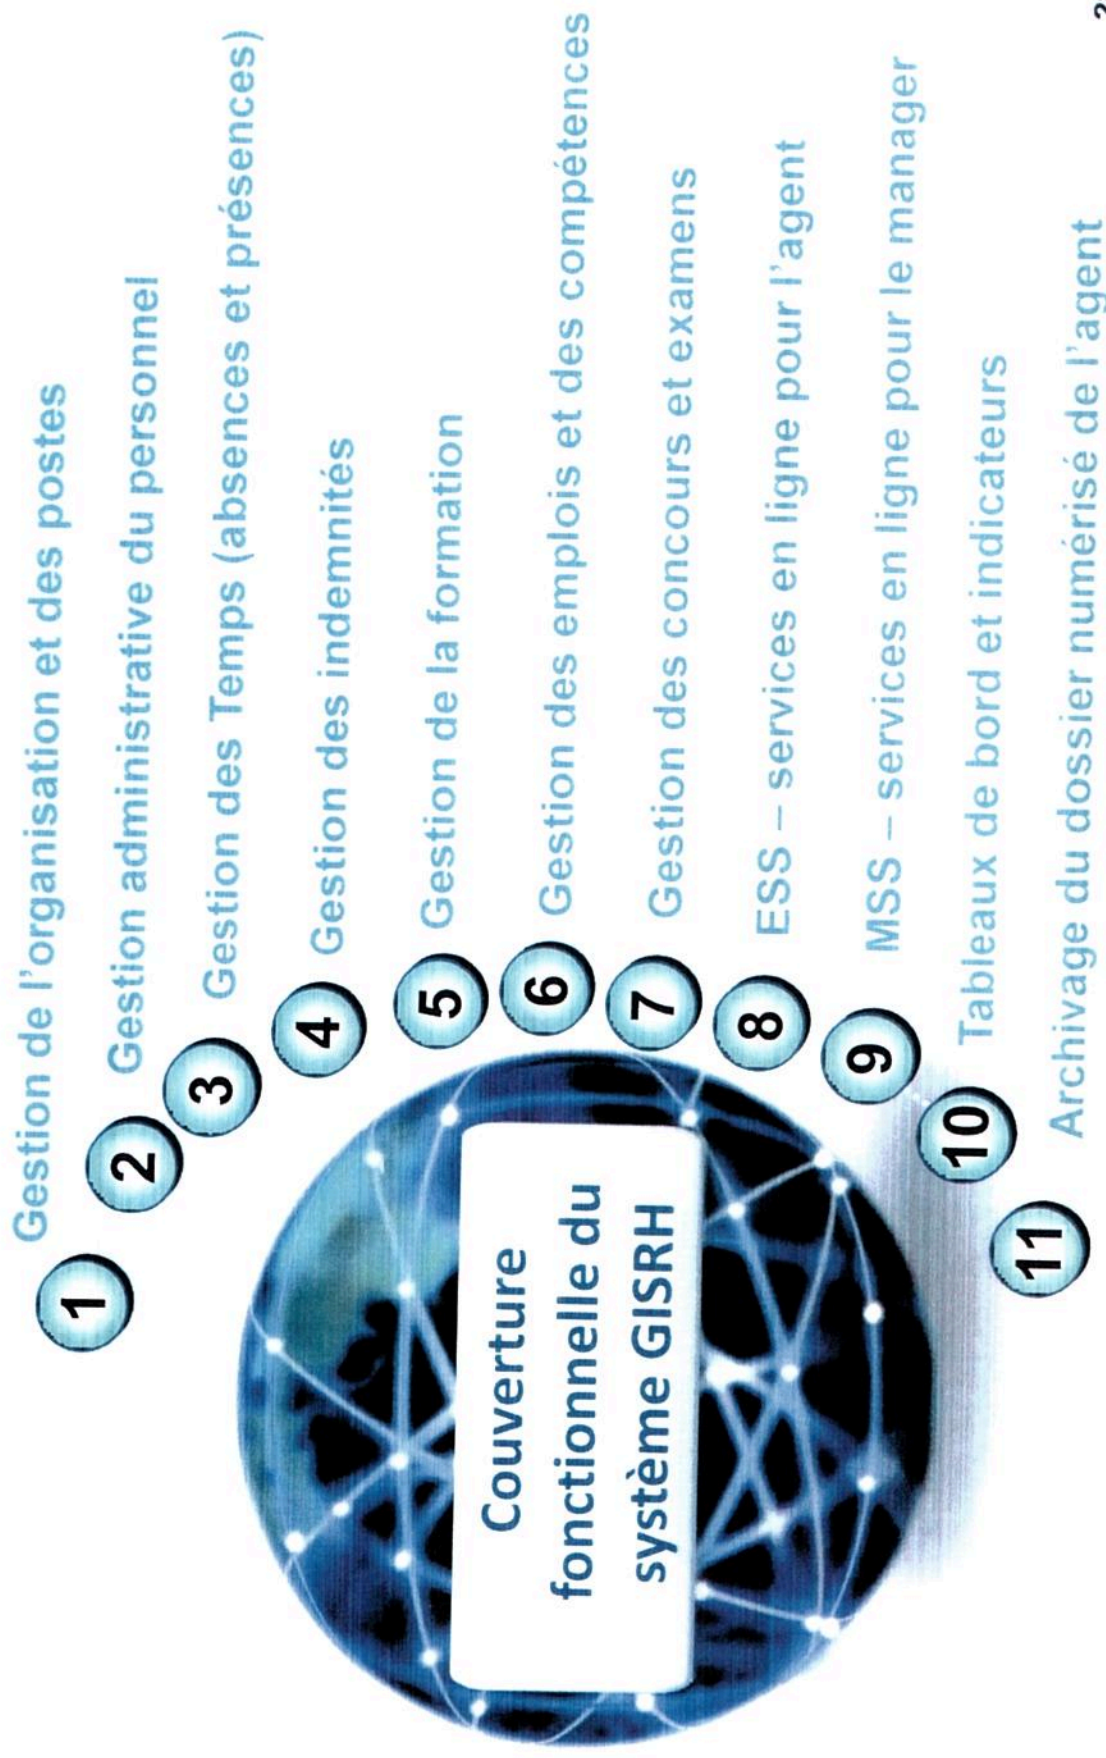 Couverture
fonctionnelle du
système GISRH
1 Gestion de l'organisation et des postes
2 Gestion administrative du personnel
3 Gestion des Temps (absences et présences)
4 Gestion des indemnités
5 Gestion de la formation
6 Gestion des emplois et des compétences
7 Gestion des concours et examens
8 ESS – services en ligne pour l'agent
9 MSS – services en ligne pour le manager
10 Tableaux de bord et indicateurs
11 Archivage du dossier numérisé de l'agent